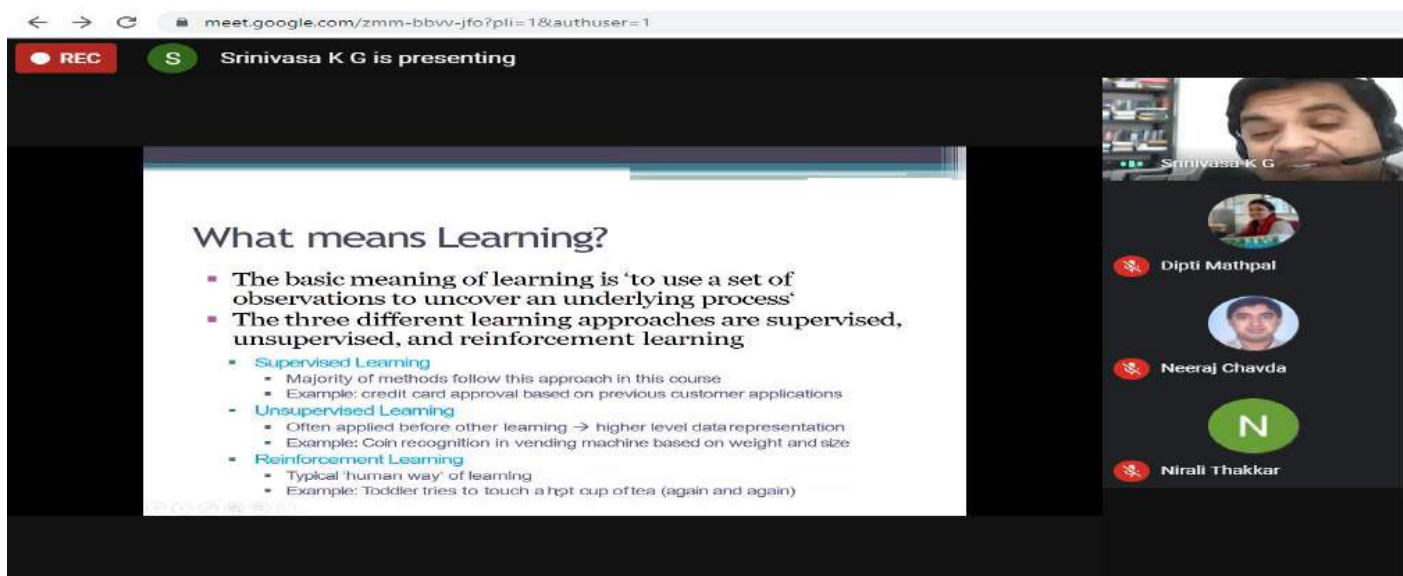 meet.google.com/zmm-bbvv-jfo?pli=1&authuser=1
REC
S
Srinivasa K G is presenting
What means Learning?
▪ The basic meaning of learning is ‘to use a set of
observations to uncover an underlying process‘
▪ The three different learning approaches are supervised,
unsupervised, and reinforcement learning
▪ Supervised Learning
▪ Majority of methods follow this approach in this course
▪ Example: credit card approval based on previous customer applications
▪ Unsupervised Learning
▪ Often applied before other learning → higher level data representation
▪ Example: Coin recognition in vending machine based on weight and size
▪ Reinforcement Learning
▪ Typical ‘human way’ of learning
▪ Example: Toddler tries to touch a hot cup of tea (again and again)
Srinivasa K G
Dipti Mathpal
Neeraj Chavda
N
Nirali Thakkar